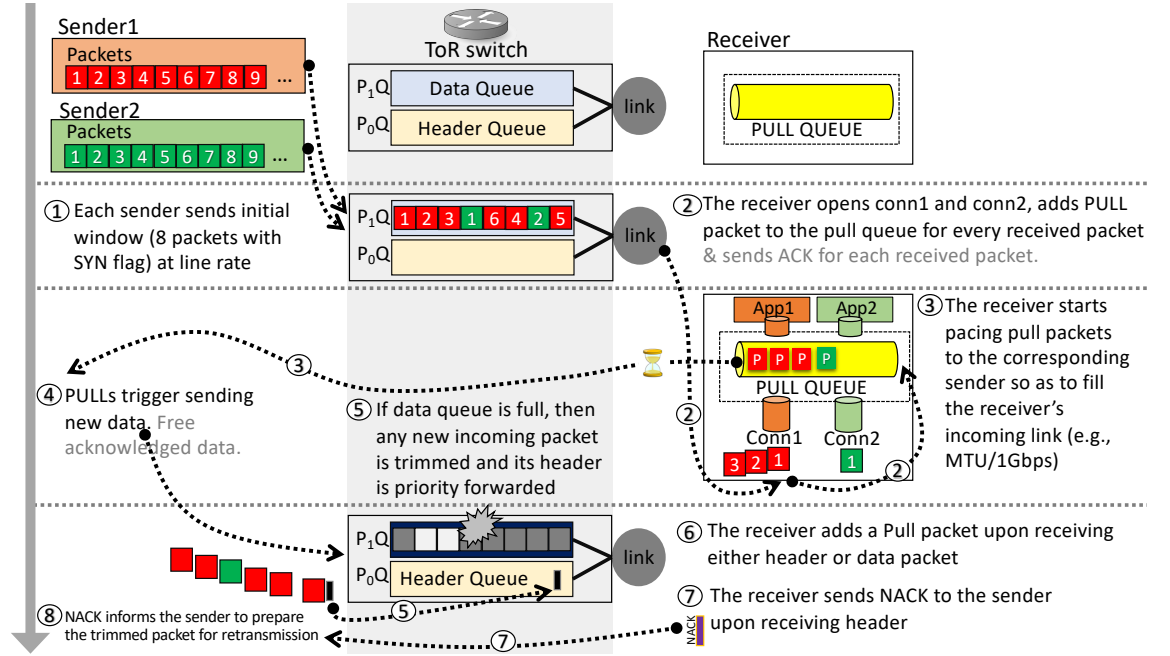 Sender1
Packets
1 2 3 4 5 6 7 8 9 ...
Sender2
Packets
1 2 3 4 5 6 7 8 9 ...
ToR switch
P₁Q Data Queue
P₀Q Header Queue
link
Receiver
PULL QUEUE
① Each sender sends initial
window (8 packets with
SYN flag) at line rate
P₁Q 1 2 3 1 6 4 2 5
P₀Q
link
② The receiver opens conn1 and conn2, adds PULL
packet to the pull queue for every received packet
& sends ACK for each received packet.
③
④ PULLs trigger sending
new data. Free
acknowledged data.
⑤ If data queue is full, then
any new incoming packet
is trimmed and its header
is priority forwarded
②
App1 App2
P P P P
PULL QUEUE
Conn1 Conn2
3 2 1 1
②
③ The receiver starts
pacing pull packets
to the corresponding
sender so as to fill
the receiver's
incoming link (e.g.,
MTU/1Gbps)
P₁Q
P₀Q Header Queue
link
⑤
⑥ The receiver adds a Pull packet upon receiving
either header or data packet
⑦ The receiver sends NACK to the sender
upon receiving header
NACK
⑦
⑧ NACK informs the sender to prepare
the trimmed packet for retransmission